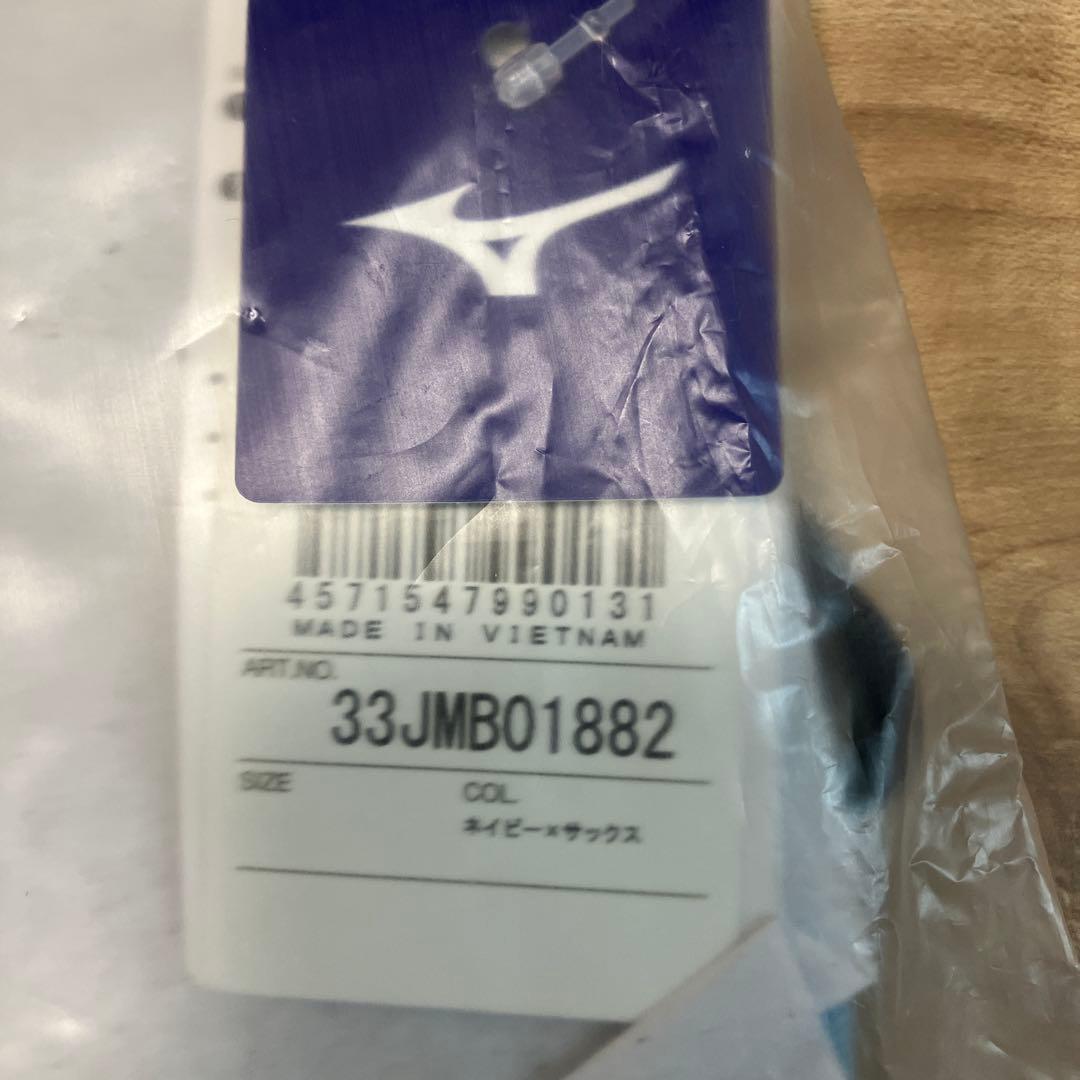 4571547990131
MADE IN VIETNAM
ART.NO.
33JMB01882
SIZE
COL.
ネイビー×サックス